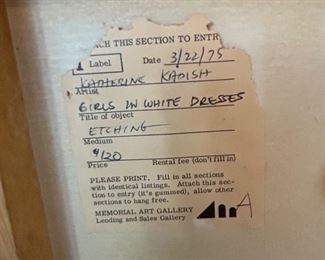 ACH THIS SECTION TO ENTR
Label Date 3/22/75
KATHERINE KADISH
Artist
GIRLS IN WHITE DRESSES
Title of object
ETCHING
Medium
$120
Price Rental fee (don't fill in)
PLEASE PRINT. Fill in all sections
with identical listings. Attach this sec-
tion to entry (it's gummed), allow other
sections to hang free.
MEMORIAL ART GALLERY
Lending and Sales Gallery
A